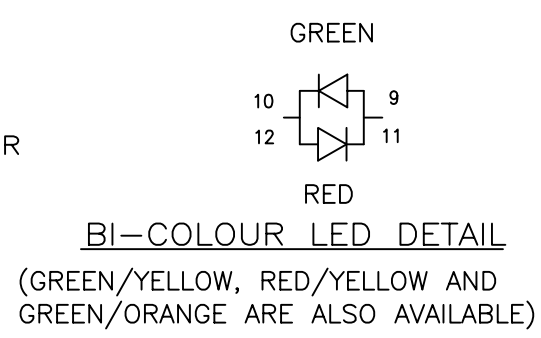 GREEN
10 9
R 12 11
RED
BI-COLOUR LED DETAIL
(GREEN/YELLOW, RED/YELLOW AND
GREEN/ORANGE ARE ALSO AVAILABLE)